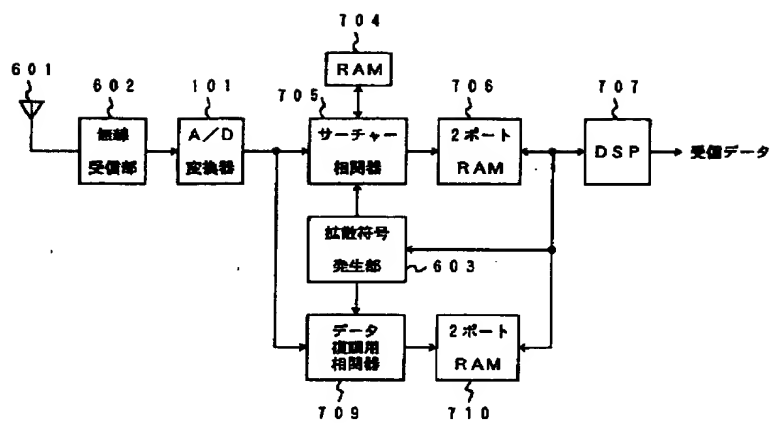 704
601
RAM
602
101
705
706
707
無線
受信部
A/D
変換器
サーチャー
相関器
2ポート
RAM
DSP
受信データ
拡散符号
発生部
603
データ
復調用
相関器
2ポート
RAM
709
710